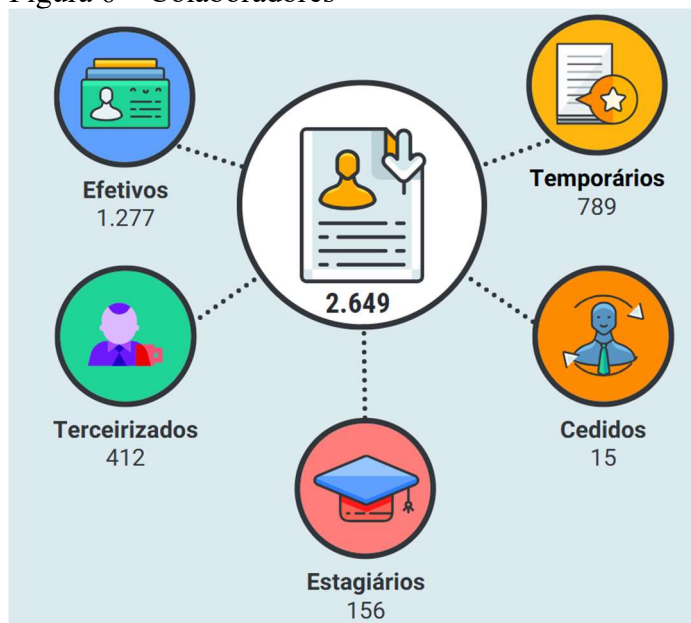 Efetivos
1.277
Temporários
789
2.649
Terceirizados
412
Cedidos
15
Estagiários
156